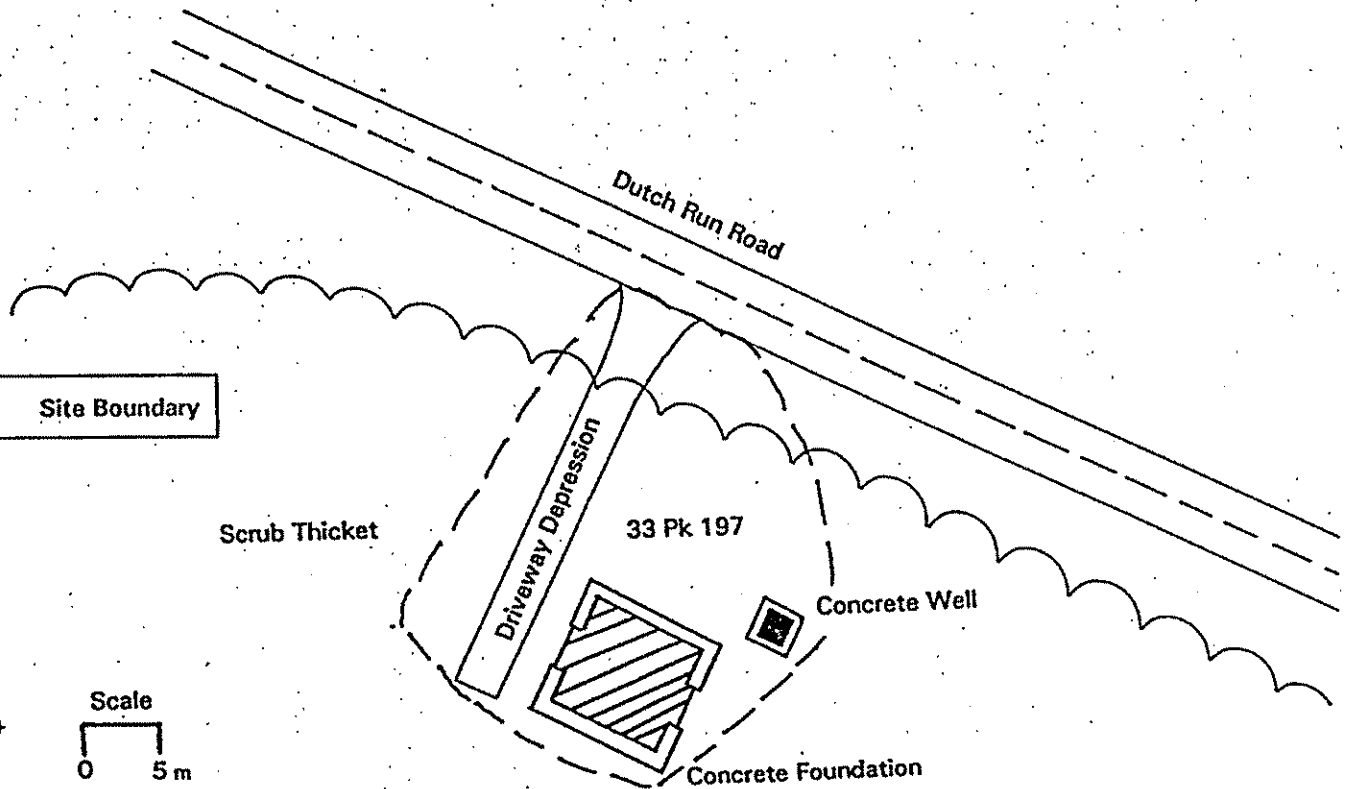 Dutch Run Road
Site Boundary
Driveway Depression
Scrub Thicket
33 Pk 197
Concrete Well
Scale
0 5 m
Concrete Foundation